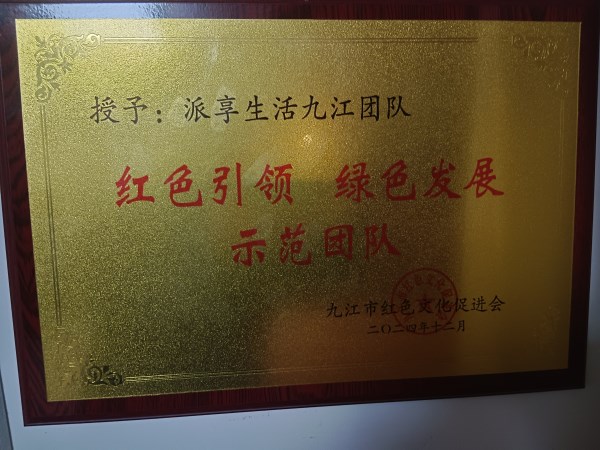 授予：派享生活九江团队
红色引领 绿色发展
示范团队
九江市红色文化促进会
二〇二四年十二月